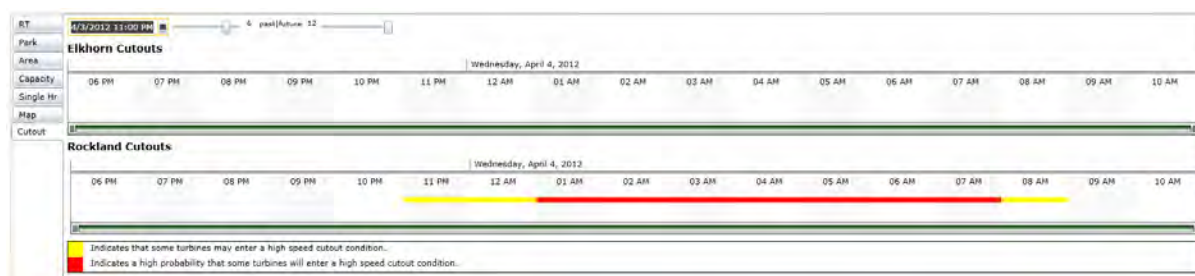 RT
Park
Area
Capacity
Single Hr
Map
Cutout
4/3/2012 11:00 PM 6 past|future 12
Elkhorn Cutouts
Wednesday, April 4, 2012
06 PM 07 PM 08 PM 09 PM 10 PM 11 PM 12 AM 01 AM 02 AM 03 AM 04 AM 05 AM 06 AM 07 AM 08 AM 09 AM 10 AM
Rockland Cutouts
Wednesday, April 4, 2012
06 PM 07 PM 08 PM 09 PM 10 PM 11 PM 12 AM 01 AM 02 AM 03 AM 04 AM 05 AM 06 AM 07 AM 08 AM 09 AM 10 AM
Indicates that some turbines may enter a high speed cutout condition.
Indicates a high probability that some turbines will enter a high speed cutout condition.